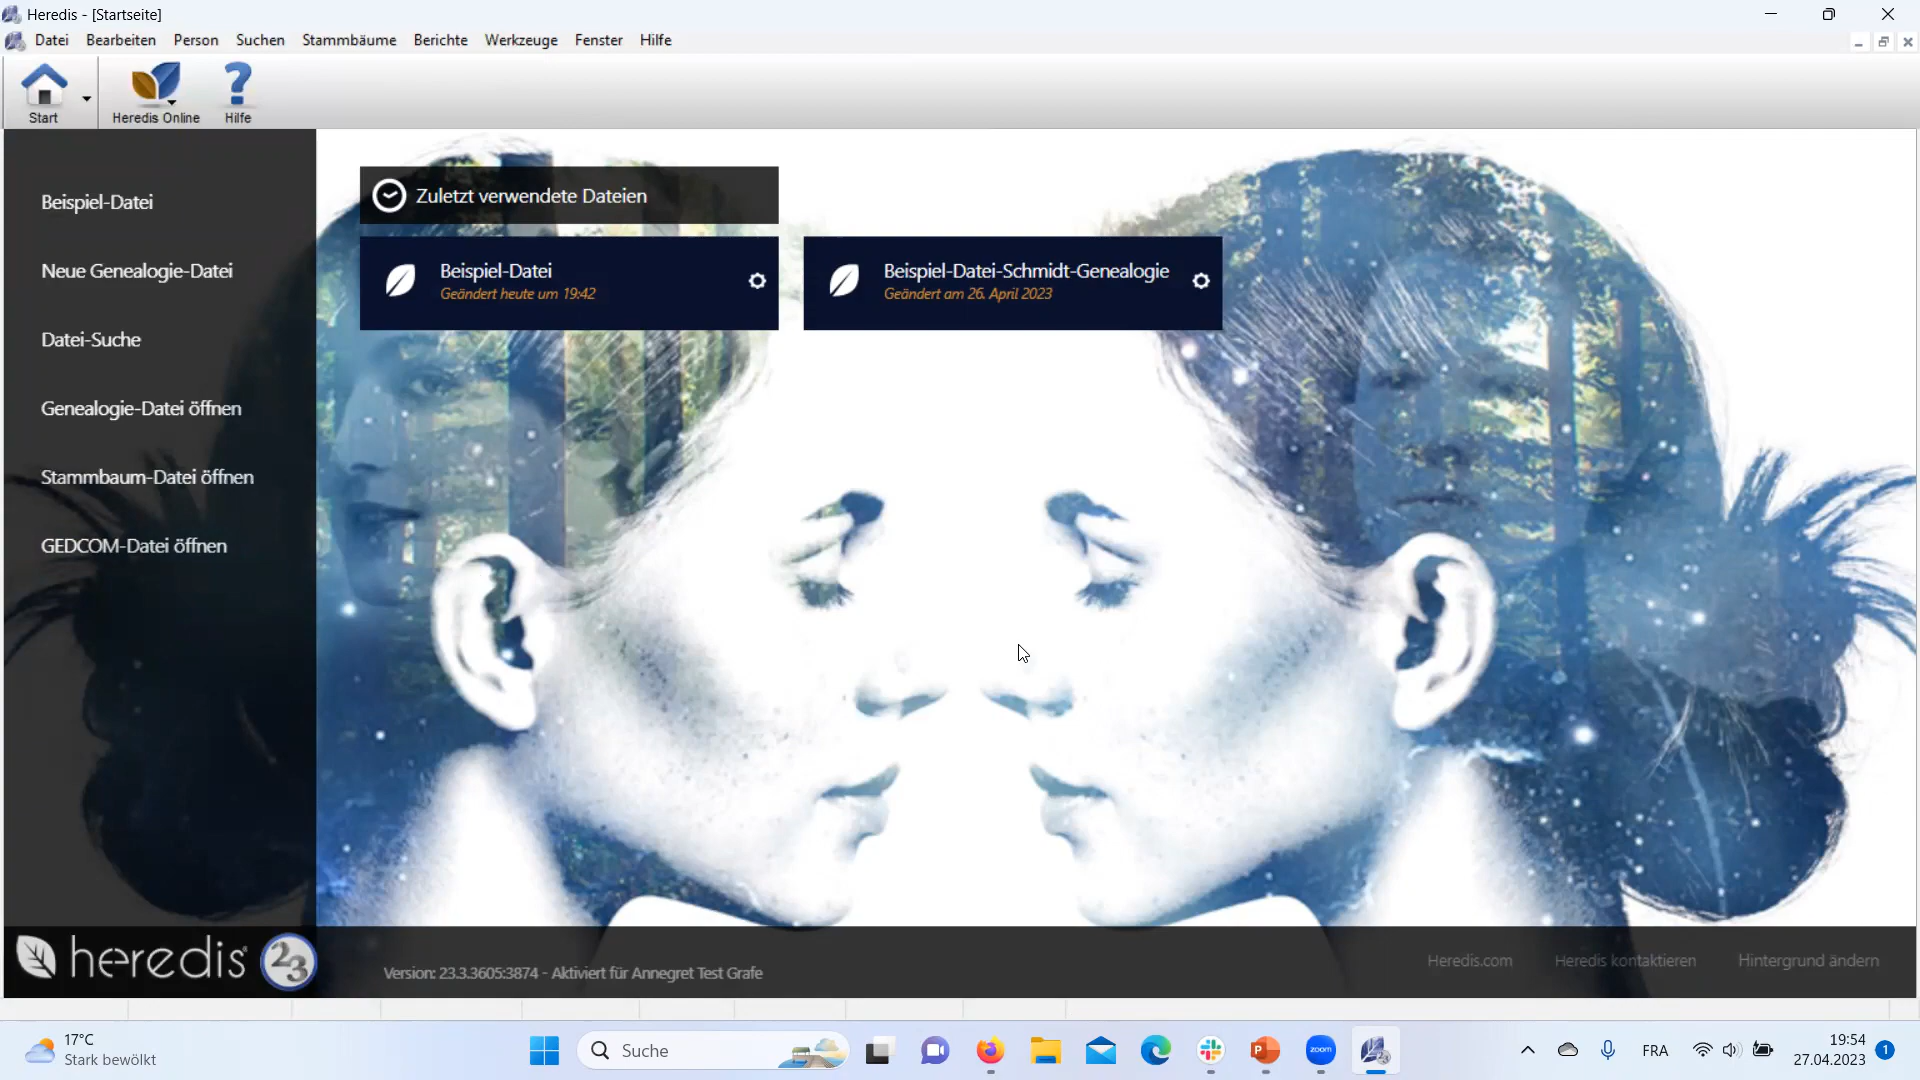 Heredis - [Startseite]
Datei Bearbeiten Person Suchen Stammbäume Berichte Werkzeuge Fenster Hilfe
Start Heredis Online Hilfe
Beispiel-Datei
Neue Genealogie-Datei
Datei-Suche
Genealogie-Datei öffnen
Stammbaum-Datei öffnen
GEDCOM-Datei öffnen
Zuletzt verwendete Dateien
Beispiel-Datei
Geändert heute um 19:42
Beispiel-Datei-Schmidt-Genealogie
Geändert am 26. April 2023
heredis 23
Version: 23.3.3605:3874 - Aktiviert für Annegret Test Grafe
Heredis.com Heredis kontaktieren Hintergrund ändern
17°C
Stark bewölkt
Suche
zoom
FRA
19:54
27.04.2023
1